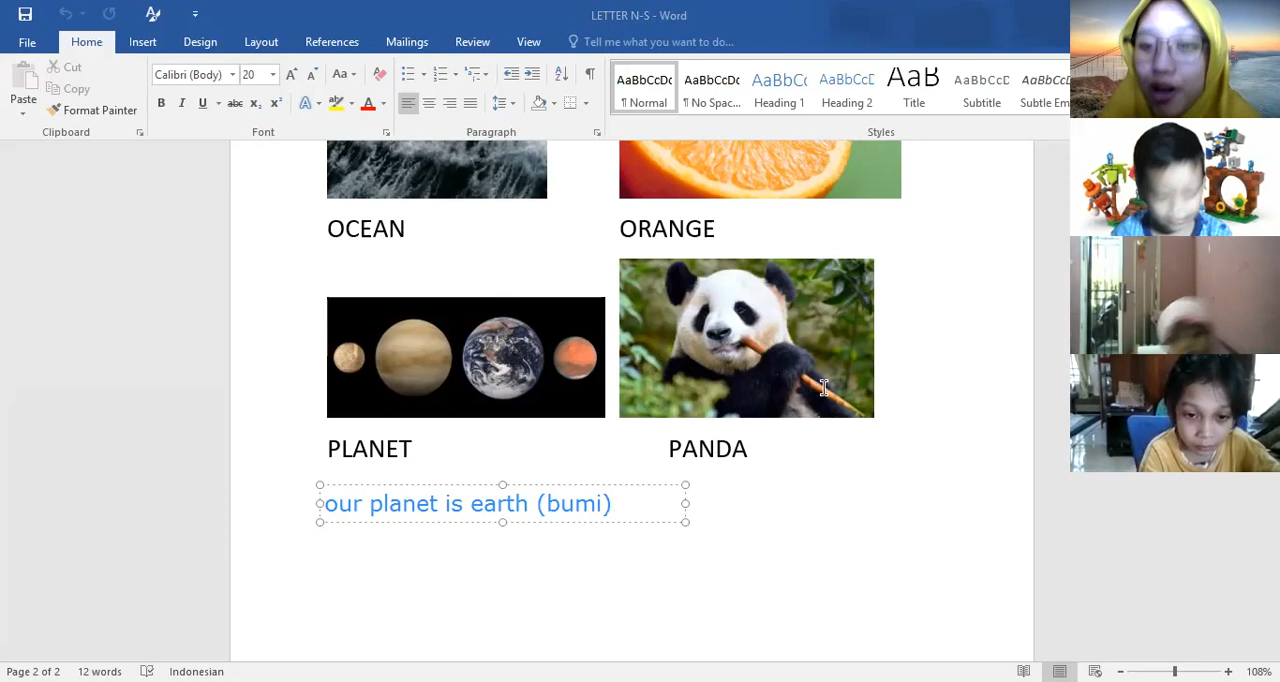 LETTER N-S - Word
File Home Insert Design Layout References Mailings Review View Tell me what you want to do...
Paste
Cut
Copy
Format Painter
Calibri (Body) 20
Clipboard Font Paragraph Styles
AaBbCcDc AaBbCcDc AaBbCc AaBbCcD AaB AaBbCcD AaBbCcDc
¶ Normal ¶ No Spac... Heading 1 Heading 2 Title Subtitle Subtle Em
OCEAN ORANGE
PLANET PANDA
our planet is earth (bumi)
Page 2 of 2 12 words Indonesian 108%